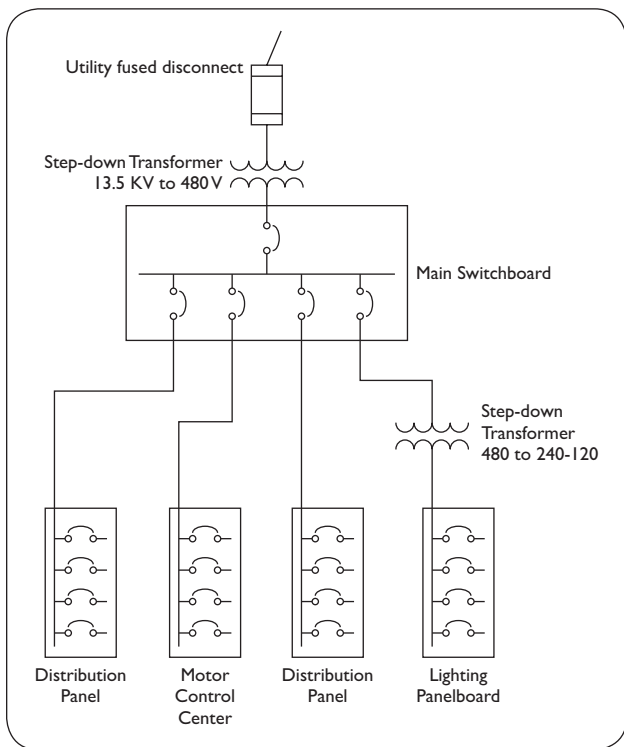 Utility fused disconnect
Step-down Transformer
13.5 KV to 480 V
Main Switchboard
Step-down
Transformer
480 to 240-120
Distribution
Panel
Motor
Control
Center
Distribution
Panel
Lighting
Panelboard